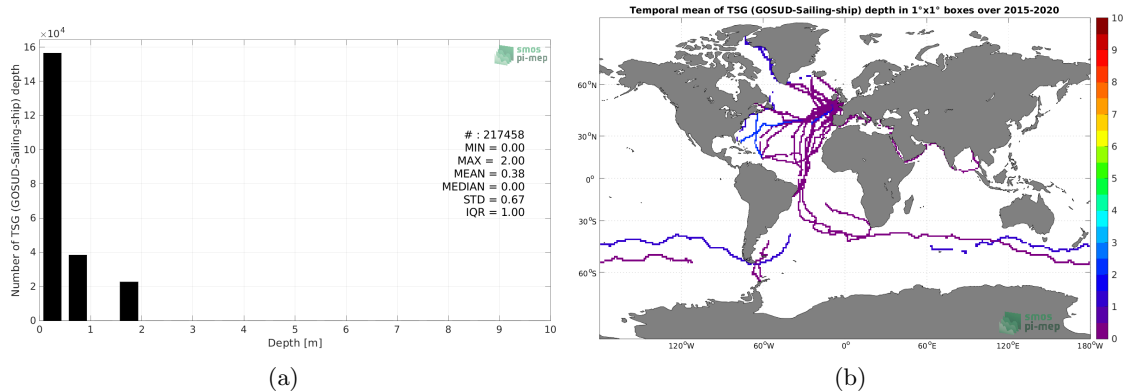 ×10⁴
16
14
12
10
8
6
4
2
0
Number of TSG (GOSUD-Sailing-ship) depth
smos
pi-mep
# : 217458
MIN = 0.00
MAX = 2.00
MEAN = 0.38
MEDIAN = 0.00
STD = 0.67
IQR = 1.00
0 1 2 3 4 5 6 7 8 9 10
Depth [m]
(a)
Temporal mean of TSG (GOSUD-Sailing-ship) depth in 1°x1° boxes over 2015-2020
60°N
30°N
0°
30°S
60°S
120°W 60°W 0° 60°E 120°E 180°W
smos
pi-mep
10
9
8
7
6
5
4
3
2
1
0
(b)